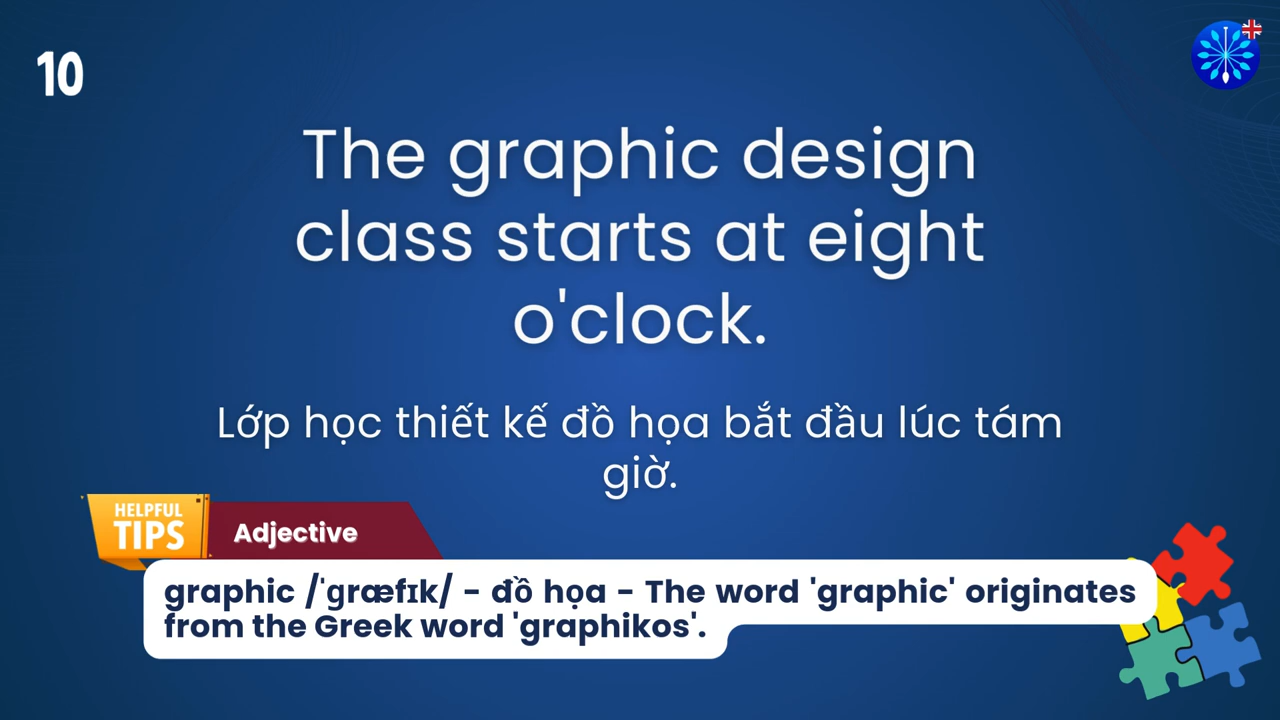 10
The graphic design
class starts at eight
o'clock.
Lớp học thiết kế đồ họa bắt đầu lúc tám
giờ.
HELPFUL
TIPS
Adjective
graphic /ˈɡræfɪk/ - đồ họa - The word 'graphic' originates
from the Greek word 'graphikos'.